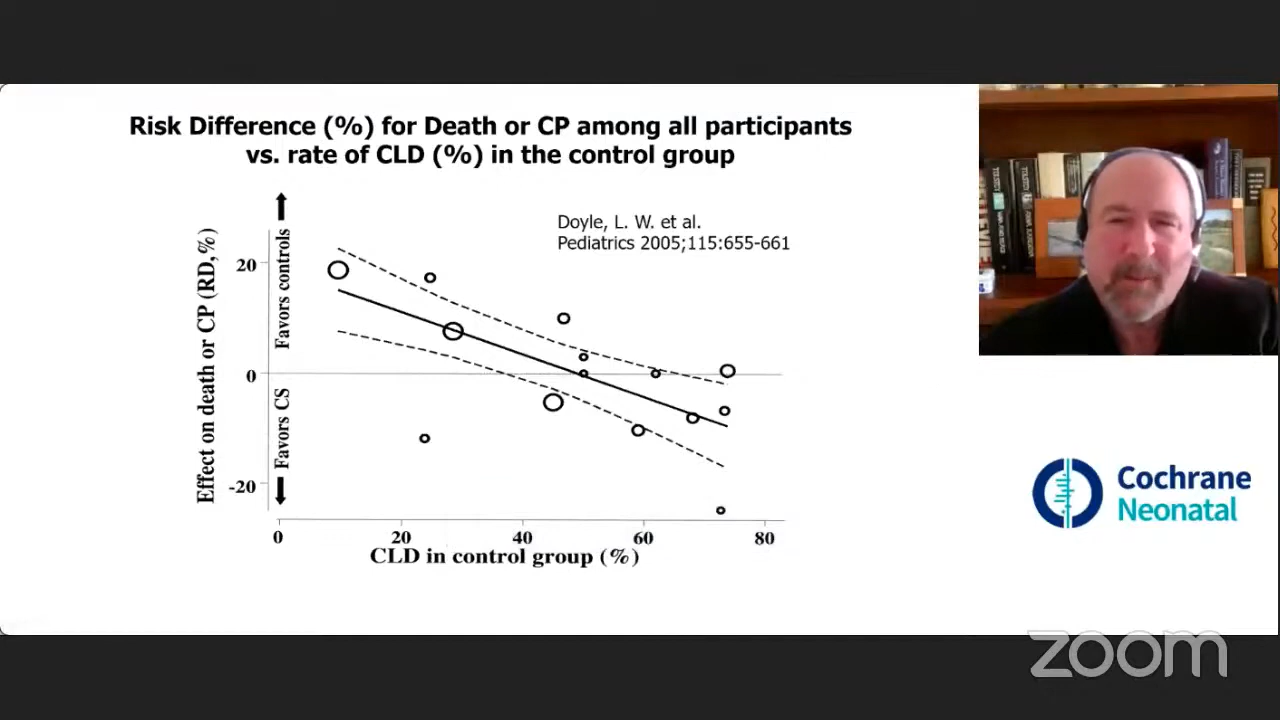 Risk Difference (%) for Death or CP among all participants
vs. rate of CLD (%) in the control group
Doyle, L. W. et al.
Pediatrics 2005;115:655-661
Effect on death or CP (RD,%)
Favors controls
Favors CS
20
0
-20
0 20 40 60 80
CLD in control group (%)
Cochrane
Neonatal
zoom